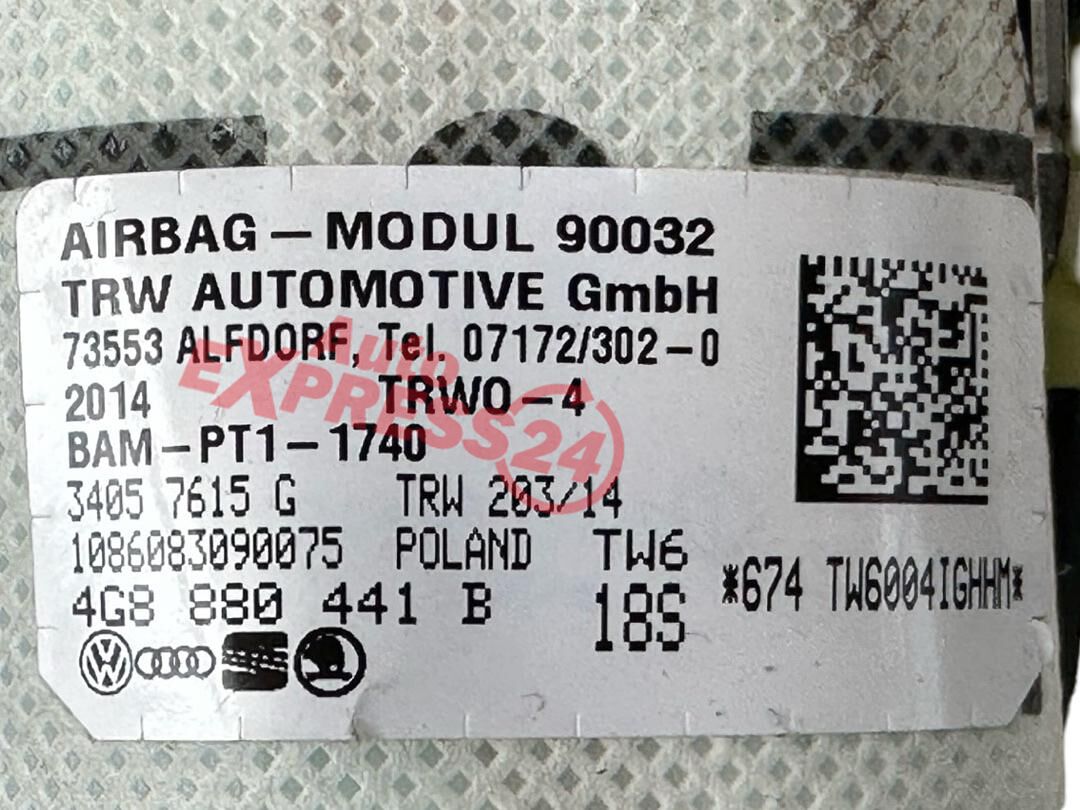 AIRBAG – MODUL 90032
TRW AUTOMOTIVE GmbH
73553 ALFDORF, Tel. 07172/302 – 0
2014 TRWO – 4
BAM – PT1 – 1740
3405 7615 G TRW 203/14
1086083090075 POLAND TW6
4G8 880 441 B 18S
*674 TW6004IGHHM*
Auto
EXPRESS24